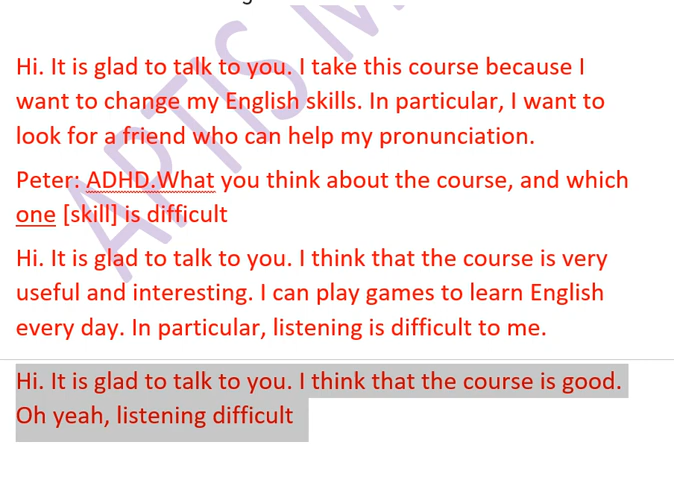 Hi. It is glad to talk to you. I take this course because I
want to change my English skills. In particular, I want to
look for a friend who can help my pronunciation.
Peter: ADHD.What you think about the course, and which
one [skill] is difficult
Hi. It is glad to talk to you. I think that the course is very
useful and interesting. I can play games to learn English
every day. In particular, listening is difficult to me.
Hi. It is glad to talk to you. I think that the course is good.
Oh yeah, listening difficult